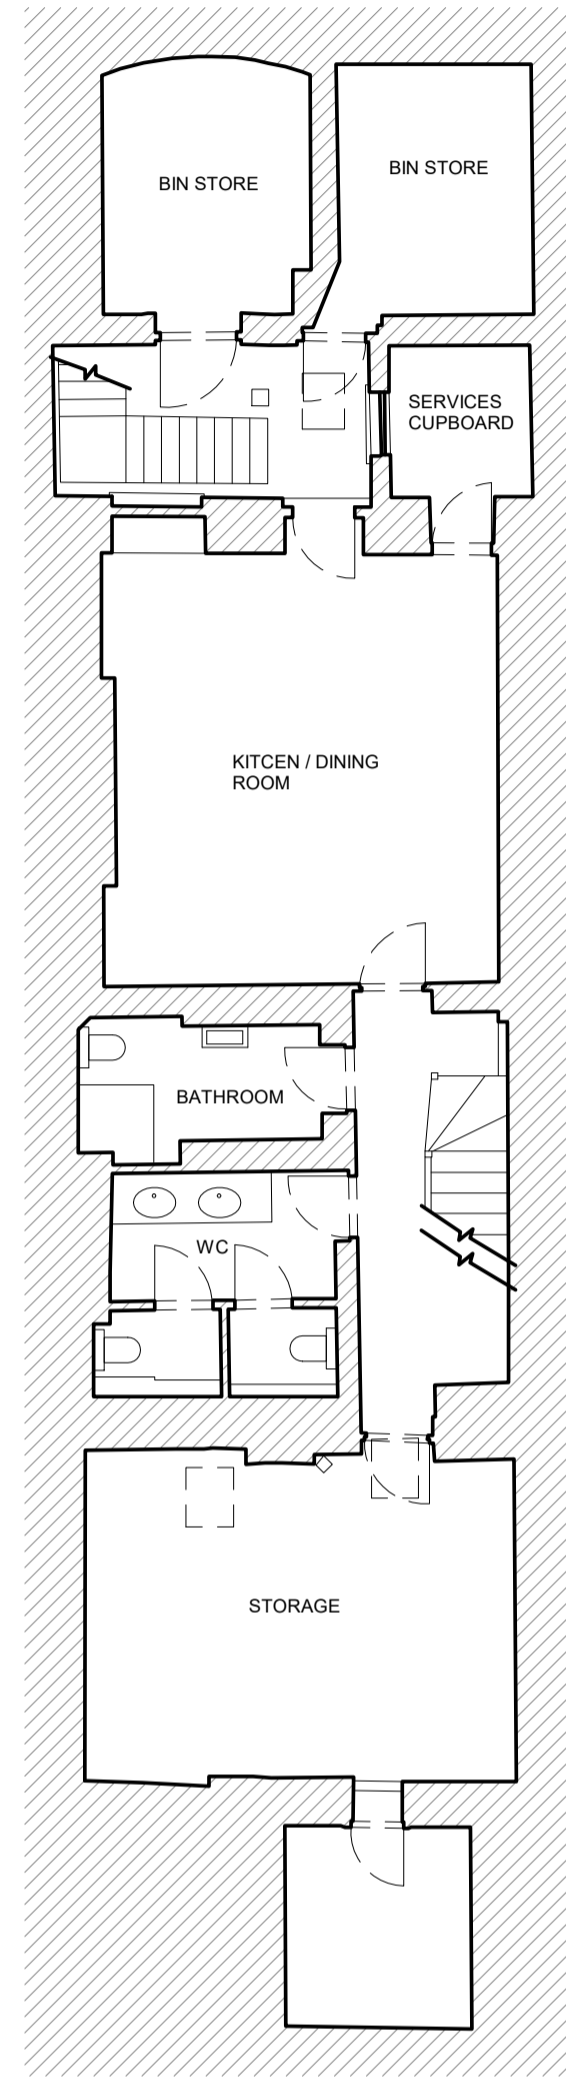 BIN STORE
BIN STORE
SERVICES
CUPBOARD
KITCEN / DINING
ROOM
BATHROOM
WC
STORAGE